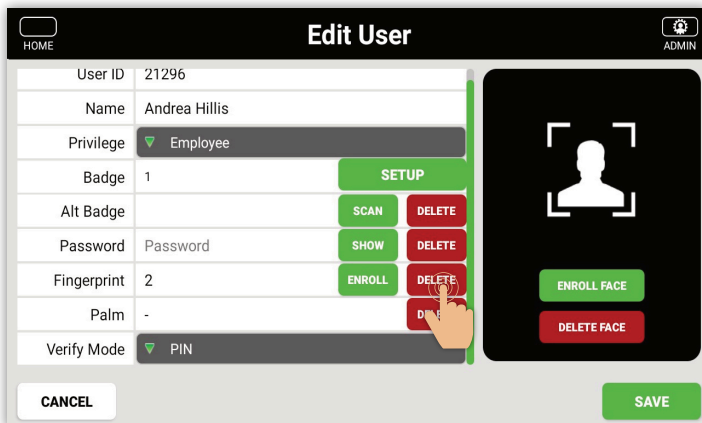 Edit User
HOME
ADMIN
User ID 21296
Name Andrea Hillis
Privilege Employee
Badge 1 SETUP
Alt Badge SCAN DELETE
Password Password SHOW DELETE
Fingerprint 2 ENROLL DELETE
Palm -
Verify Mode PIN
ENROLL FACE
DELETE FACE
CANCEL
SAVE